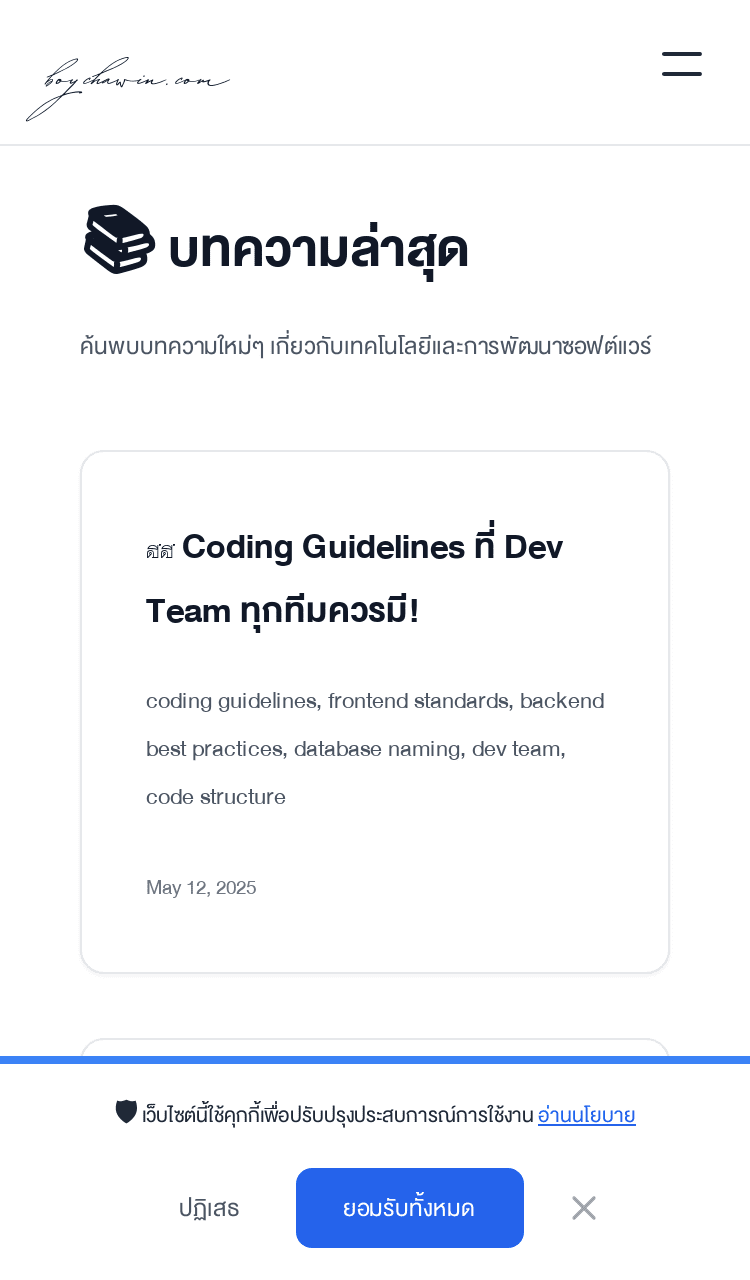 boychawin.com
บทความล่าสุด
ค้นพบบทความใหม่ๆ เกี่ยวกับเทคโนโลยีและการพัฒนาซอฟต์แวร์
Coding Guidelines ที่ Dev
Team ทุกทีมควรมี!
coding guidelines, frontend standards, backend
best practices, database naming, dev team,
code structure
May 12, 2025
เว็บไซต์นี้ใช้คุกกี้เพื่อปรับปรุงประสบการณ์การใช้งาน อ่านนโยบาย
ปฏิเสธ
ยอมรับทั้งหมด